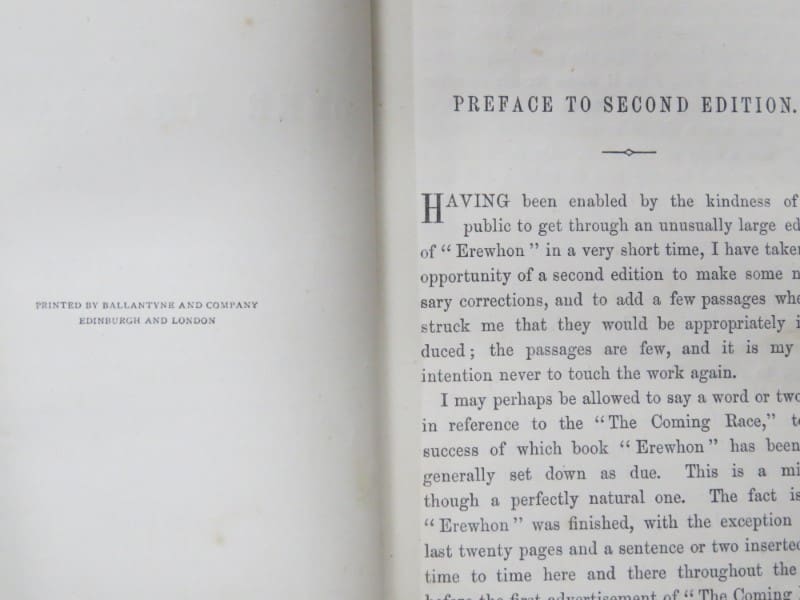 PRINTED BY BALLANTYNE AND COMPANY
EDINBURGH AND LONDON
PREFACE TO SECOND EDITION.
HAVING been enabled by the kindness of
public to get through an unusually large ed
of " Erewhon " in a very short time, I have taken
opportunity of a second edition to make some n
sary corrections, and to add a few passages whe
struck me that they would be appropriately i
duced ; the passages are few, and it is my
intention never to touch the work again.
I may perhaps be allowed to say a word or two
in reference to the " The Coming Race," t
success of which book " Erewhon " has been
generally set down as due. This is a mi
though a perfectly natural one. The fact is
" Erewhon " was finished, with the exception
last twenty pages and a sentence or two inserted
time to time here and there throughout the
before the first advertisement of " The Coming